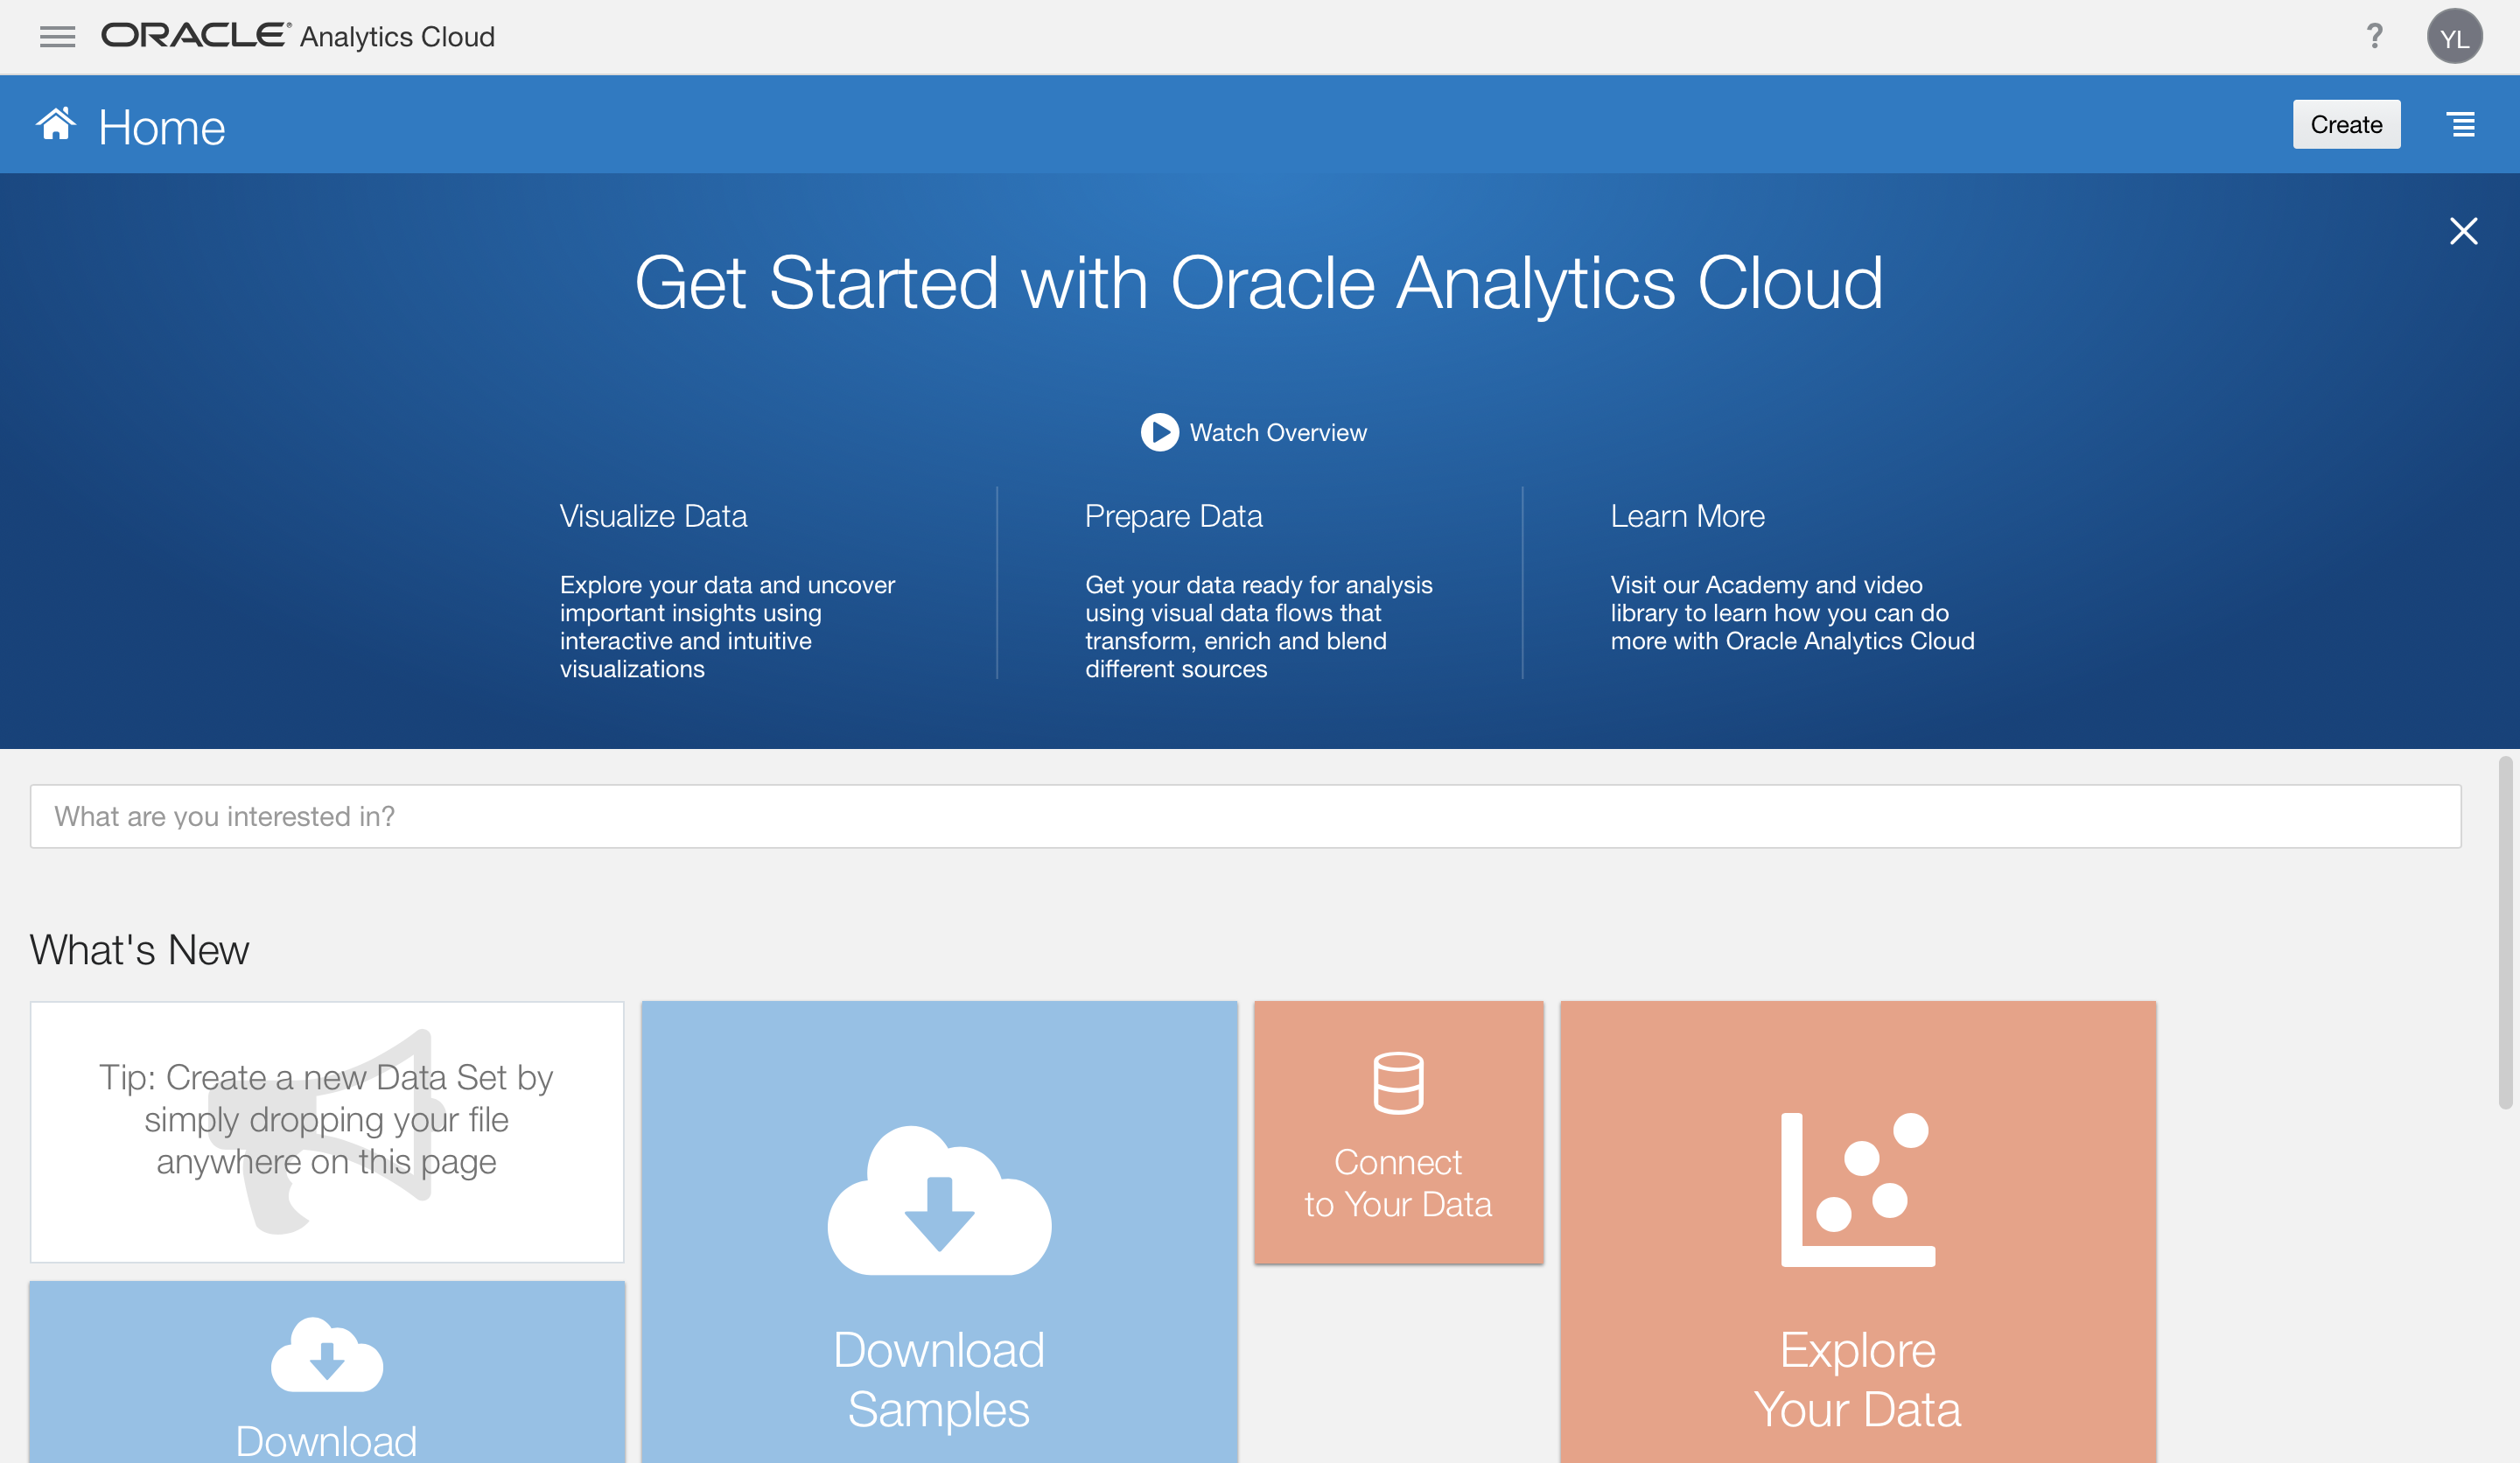 ORACLE® Analytics Cloud
?
YL
Home
Create
Get Started with Oracle Analytics Cloud
Watch Overview
Visualize Data
Explore your data and uncover
important insights using
interactive and intuitive
visualizations
Prepare Data
Get your data ready for analysis
using visual data flows that
transform, enrich and blend
different sources
Learn More
Visit our Academy and video
library to learn how you can do
more with Oracle Analytics Cloud
What are you interested in?
What's New
Tip: Create a new Data Set by
simply dropping your file
anywhere on this page
Download
Download
Samples
Connect
to Your Data
Explore
Your Data